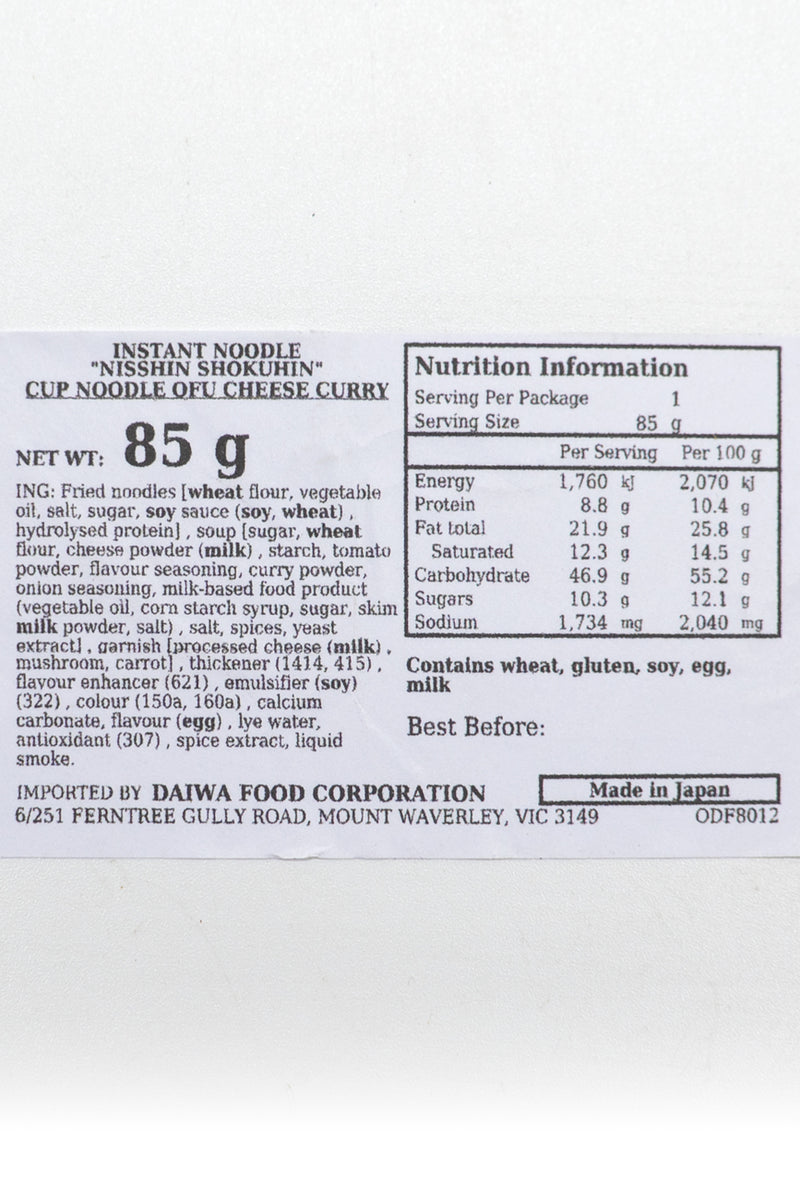 INSTANT NOODLE
"NISSHIN SHOKUHIN"
CUP NOODLE OFU CHEESE CURRY
NET WT: 85 g
ING: Fried noodles [wheat flour, vegetable
oil, salt, sugar, soy sauce (soy, wheat) ,
hydrolysed protein] , soup [sugar, wheat
flour, cheese powder (milk) , starch, tomato
powder, flavour seasoning, curry powder,
onion seasoning, milk-based food product
(vegetable oil, corn starch syrup, sugar, skim
milk powder, salt) , salt, spices, yeast
extract] , garnish [processed cheese (milk) ,
mushroom, carrot] , thickener (1414, 415) ,
flavour enhancer (621) , emulsifier (soy)
(322) , colour (150a, 160a) , calcium
carbonate, flavour (egg) , lye water,
antioxidant (307) , spice extract, liquid
smoke.
Nutrition Information
Serving Per Package 1
Serving Size 85 g
Per Serving Per 100 g
Energy 1,760 kJ 2,070 kJ
Protein 8.8 g 10.4 g
Fat total 21.9 g 25.8 g
Saturated 12.3 g 14.5 g
Carbohydrate 46.9 g 55.2 g
Sugars 10.3 g 12.1 g
Sodium 1,734 mg 2,040 mg
Contains wheat, gluten, soy, egg,
milk
Best Before:
IMPORTED BY DAIWA FOOD CORPORATION
Made in Japan
6/251 FERNTREE GULLY ROAD, MOUNT WAVERLEY, VIC 3149
ODF8012